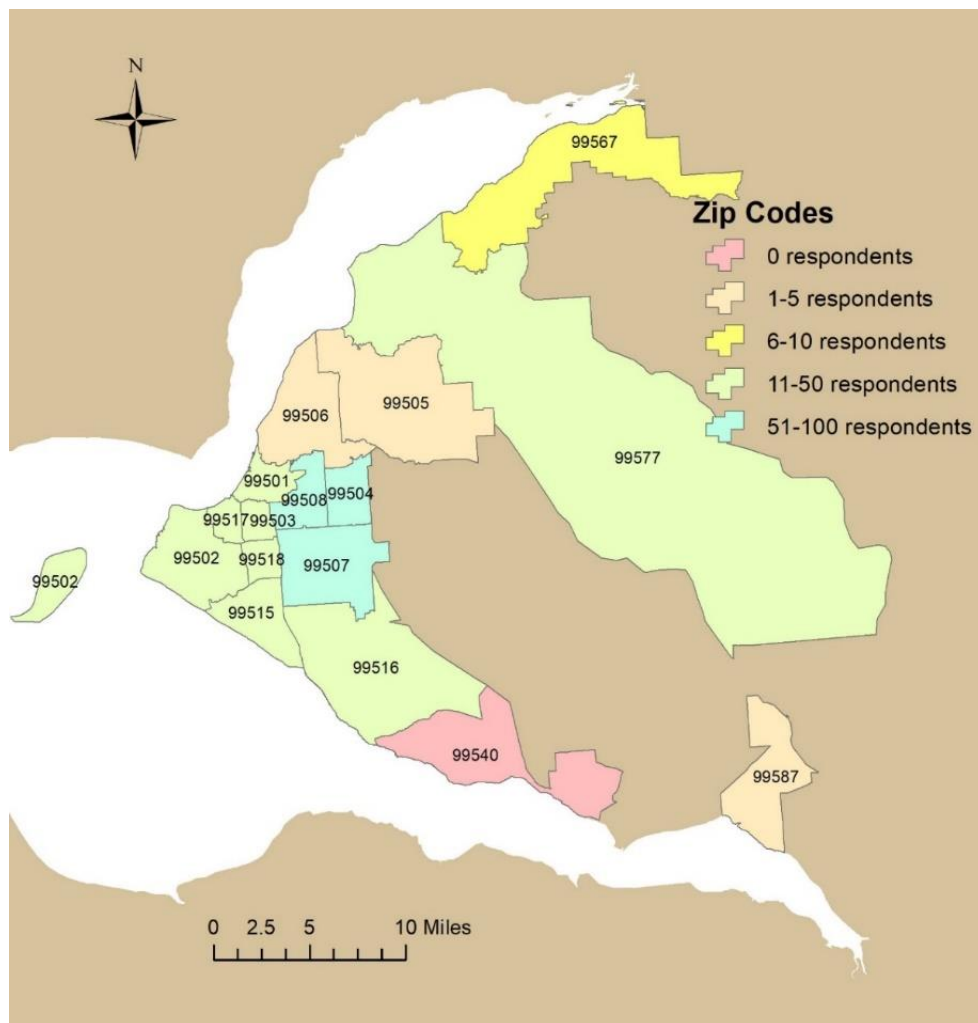 N
99567
Zip Codes
0 respondents
1-5 respondents
6-10 respondents
11-50 respondents
51-100 respondents
99506
99505
99577
99501
99508
99504
99517
99503
99502
99518
99507
99502
99515
99516
99540
99587
0 2.5 5 10 Miles